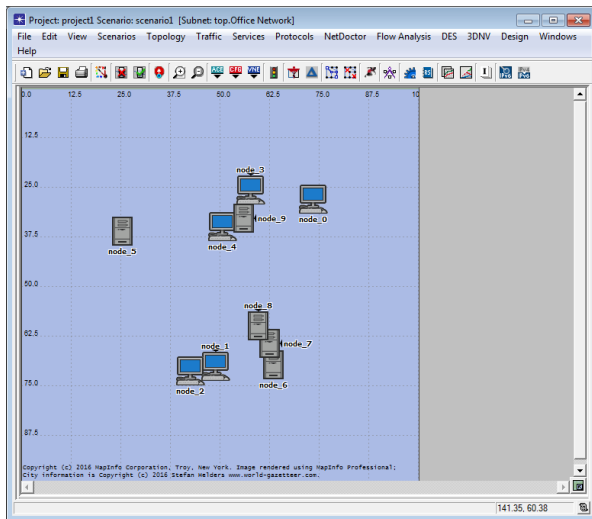 Project: project1 Scenario: scenario1 [Subnet: top.Office Network]
File Edit View Scenarios Topology Traffic Services Protocols NetDoctor Flow Analysis DES 3DNV Design Windows
Help
0.0 12.5 25.0 37.5 50.0 62.5 75.0 87.5 10
12.5
node_3
25.0
node_9
node_0
37.5
node_4
node_5
50.0
node_8
62.5
node_1
node_7
75.0
node_2
node_6
87.5
Copyright (c) 2016 MapInfo Corporation, Troy, New York. Image rendered using MapInfo Professional;
City information is Copyright (c) 2016 Stefan Helders www.world-gazetteer.com.
141.35, 60.38